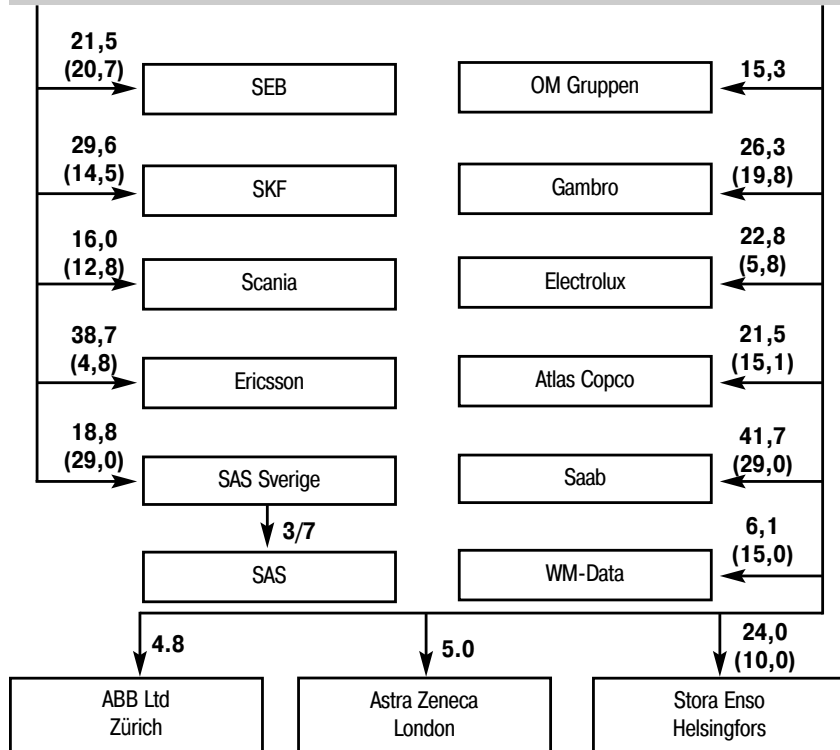 21,5
(20,7)
SEB
OM Gruppen
15,3
29,6
(14,5)
SKF
Gambro
26,3
(19,8)
16,0
(12,8)
Scania
Electrolux
22,8
(5,8)
38,7
(4,8)
Ericsson
Atlas Copco
21,5
(15,1)
18,8
(29,0)
SAS Sverige
Saab
41,7
(29,0)
3/7
SAS
WM-Data
6,1
(15,0)
4.8
5.0
24,0
(10,0)
ABB Ltd
Zürich
Astra Zeneca
London
Stora Enso
Helsingfors